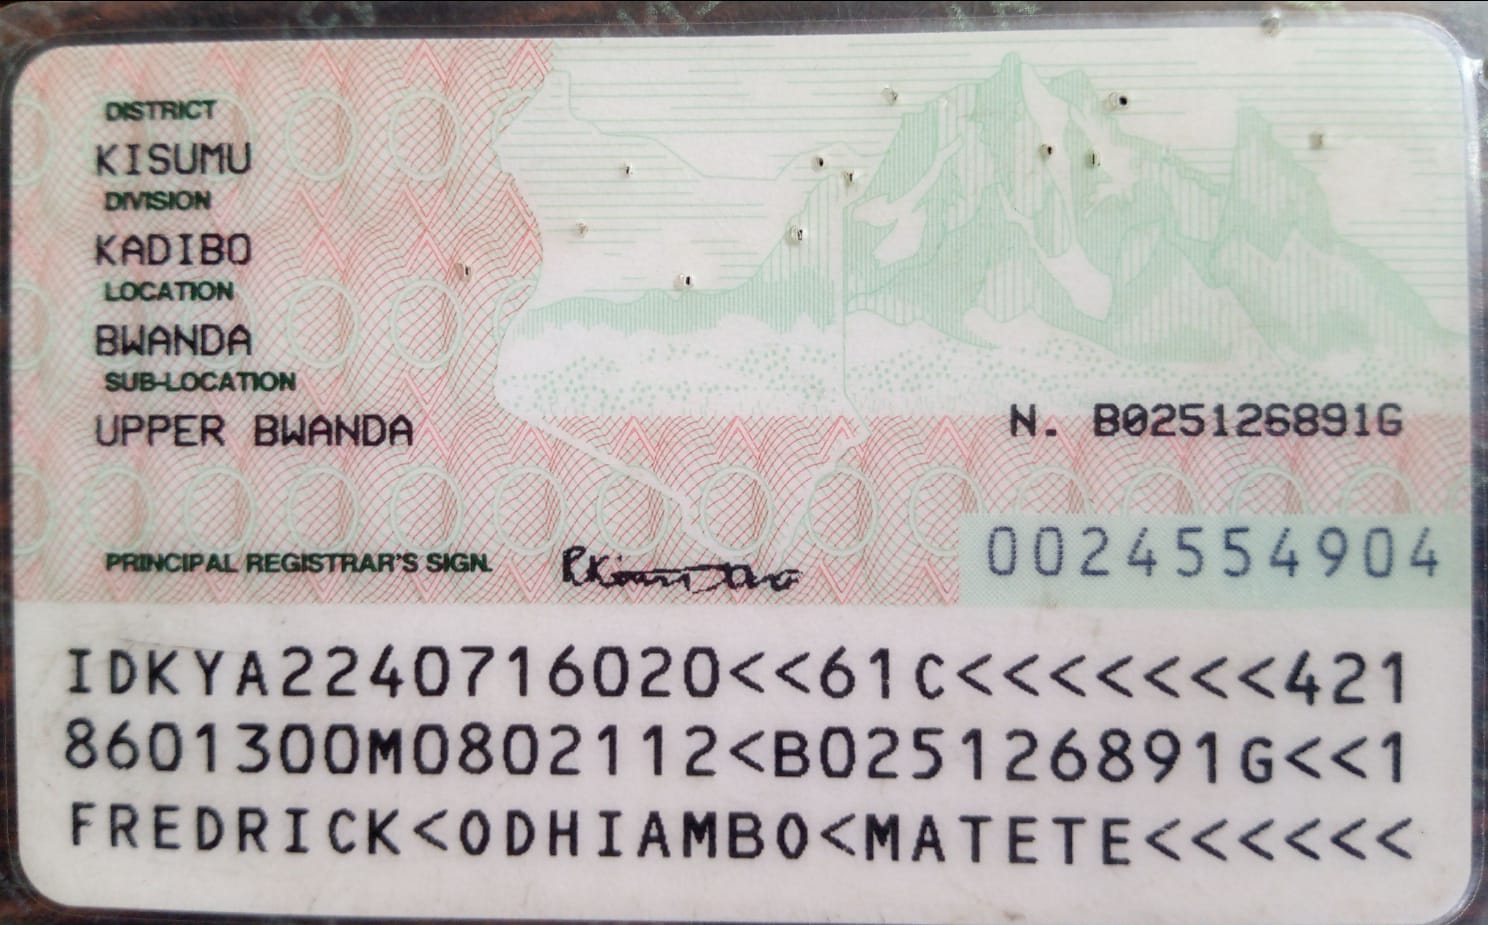 DISTRICT
KISUMU
DIVISION
KADIBO
LOCATION
BWANDA
SUB-LOCATION
UPPER BWANDA
N. B025126891G
PRINCIPAL REGISTRAR'S SIGN.
0024554904
IDKYA2240716020<<61C<<<<<<<421
8601300M0802112<B025126891G<<1
FREDRICK<ODHIAMBO<MATETE<<<<<<